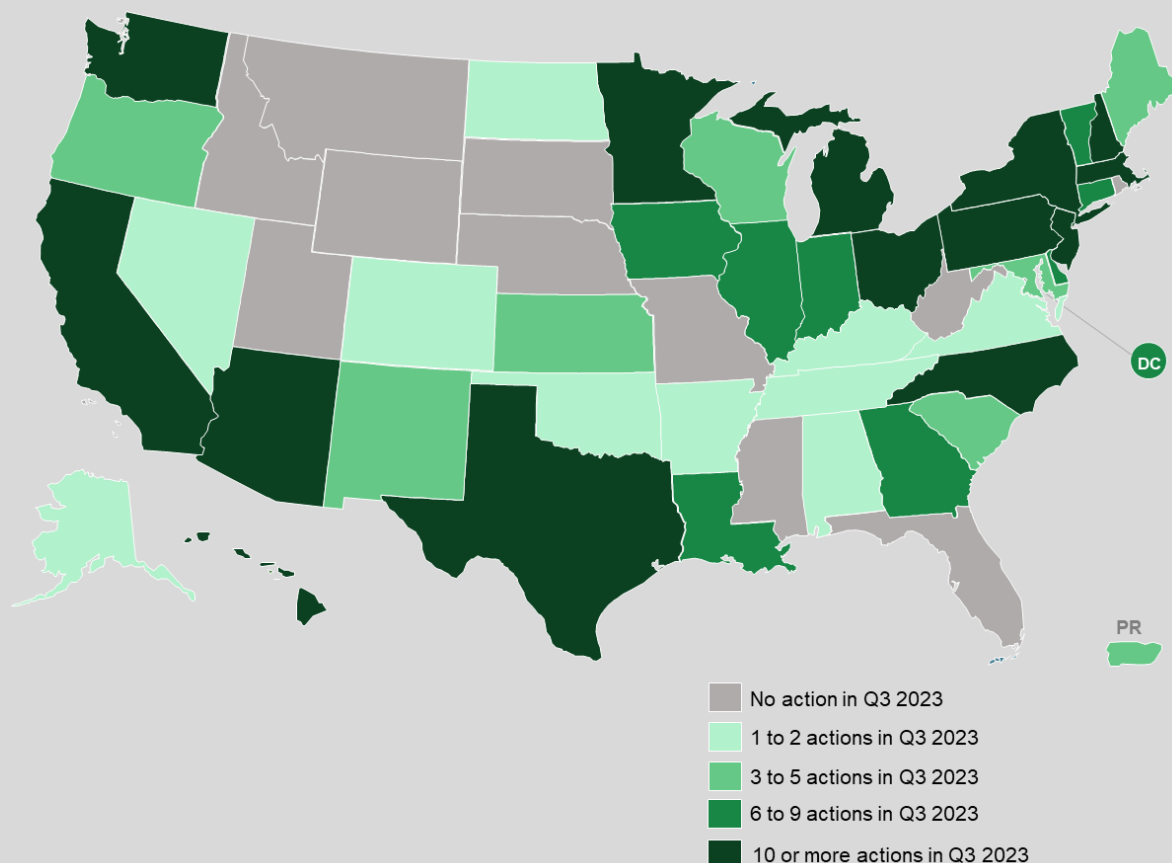 DC
PR
No action in Q3 2023
1 to 2 actions in Q3 2023
3 to 5 actions in Q3 2023
6 to 9 actions in Q3 2023
10 or more actions in Q3 2023